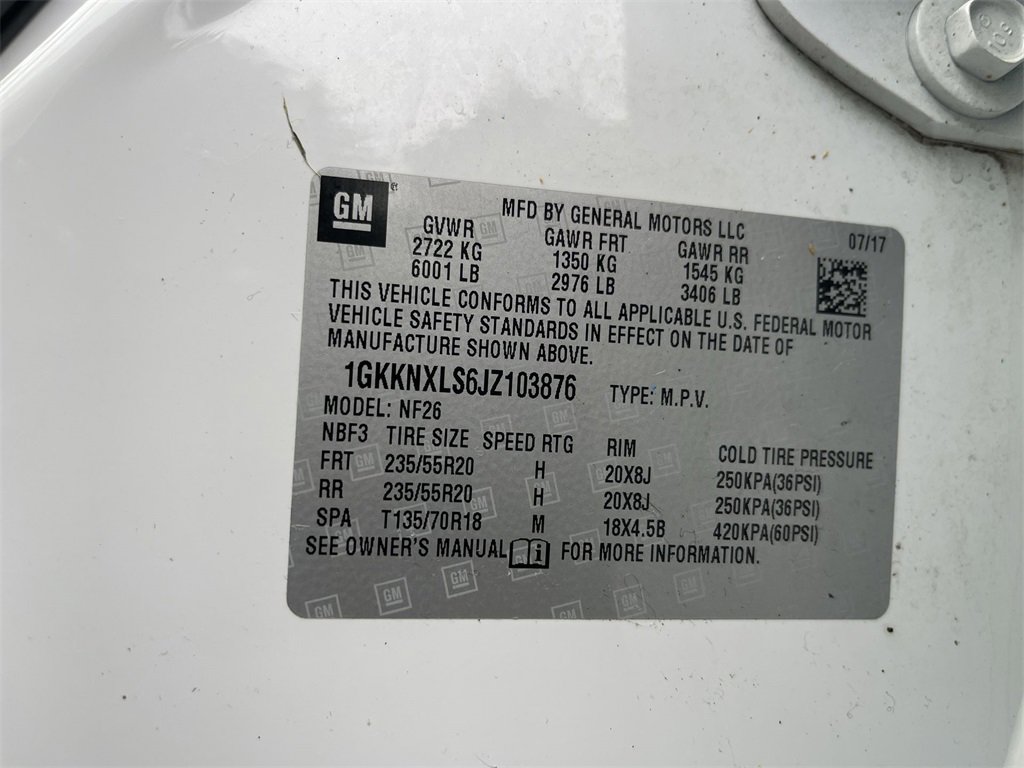 GM
MFD BY GENERAL MOTORS LLC 07/17
GVWR GAWR FRT GAWR RR
2722 KG 1350 KG 1545 KG
6001 LB 2976 LB 3406 LB
THIS VEHICLE CONFORMS TO ALL APPLICABLE U.S. FEDERAL MOTOR
VEHICLE SAFETY STANDARDS IN EFFECT ON THE DATE OF
MANUFACTURE SHOWN ABOVE.
1GKKNXLS6JZ103876 TYPE: M.P.V.
MODEL: NF26
NBF3 TIRE SIZE SPEED RTG RIM COLD TIRE PRESSURE
FRT 235/55R20 H 20X8J 250KPA(36PSI)
RR 235/55R20 H 20X8J 250KPA(36PSI)
SPA T135/70R18 M 18X4.5B 420KPA(60PSI)
SEE OWNER'S MANUAL i FOR MORE INFORMATION.